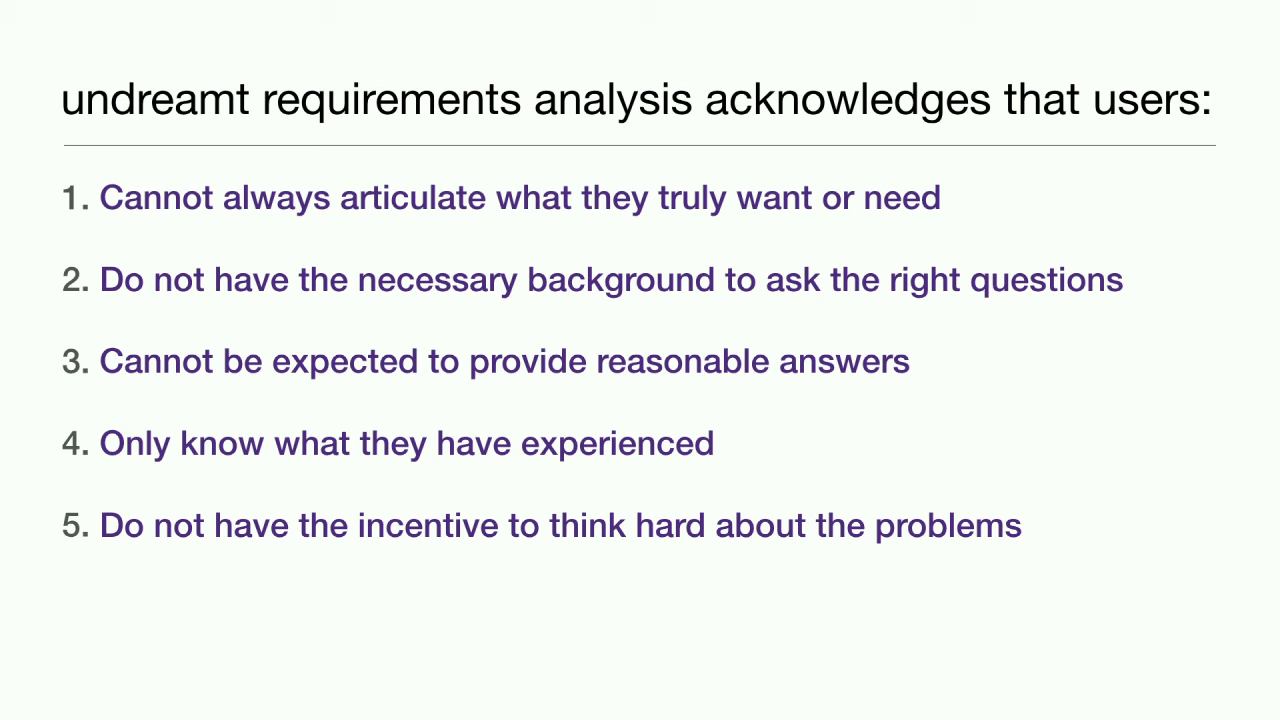 undreamt requirements analysis acknowledges that users:
1. Cannot always articulate what they truly want or need
2. Do not have the necessary background to ask the right questions
3. Cannot be expected to provide reasonable answers
4. Only know what they have experienced
5. Do not have the incentive to think hard about the problems